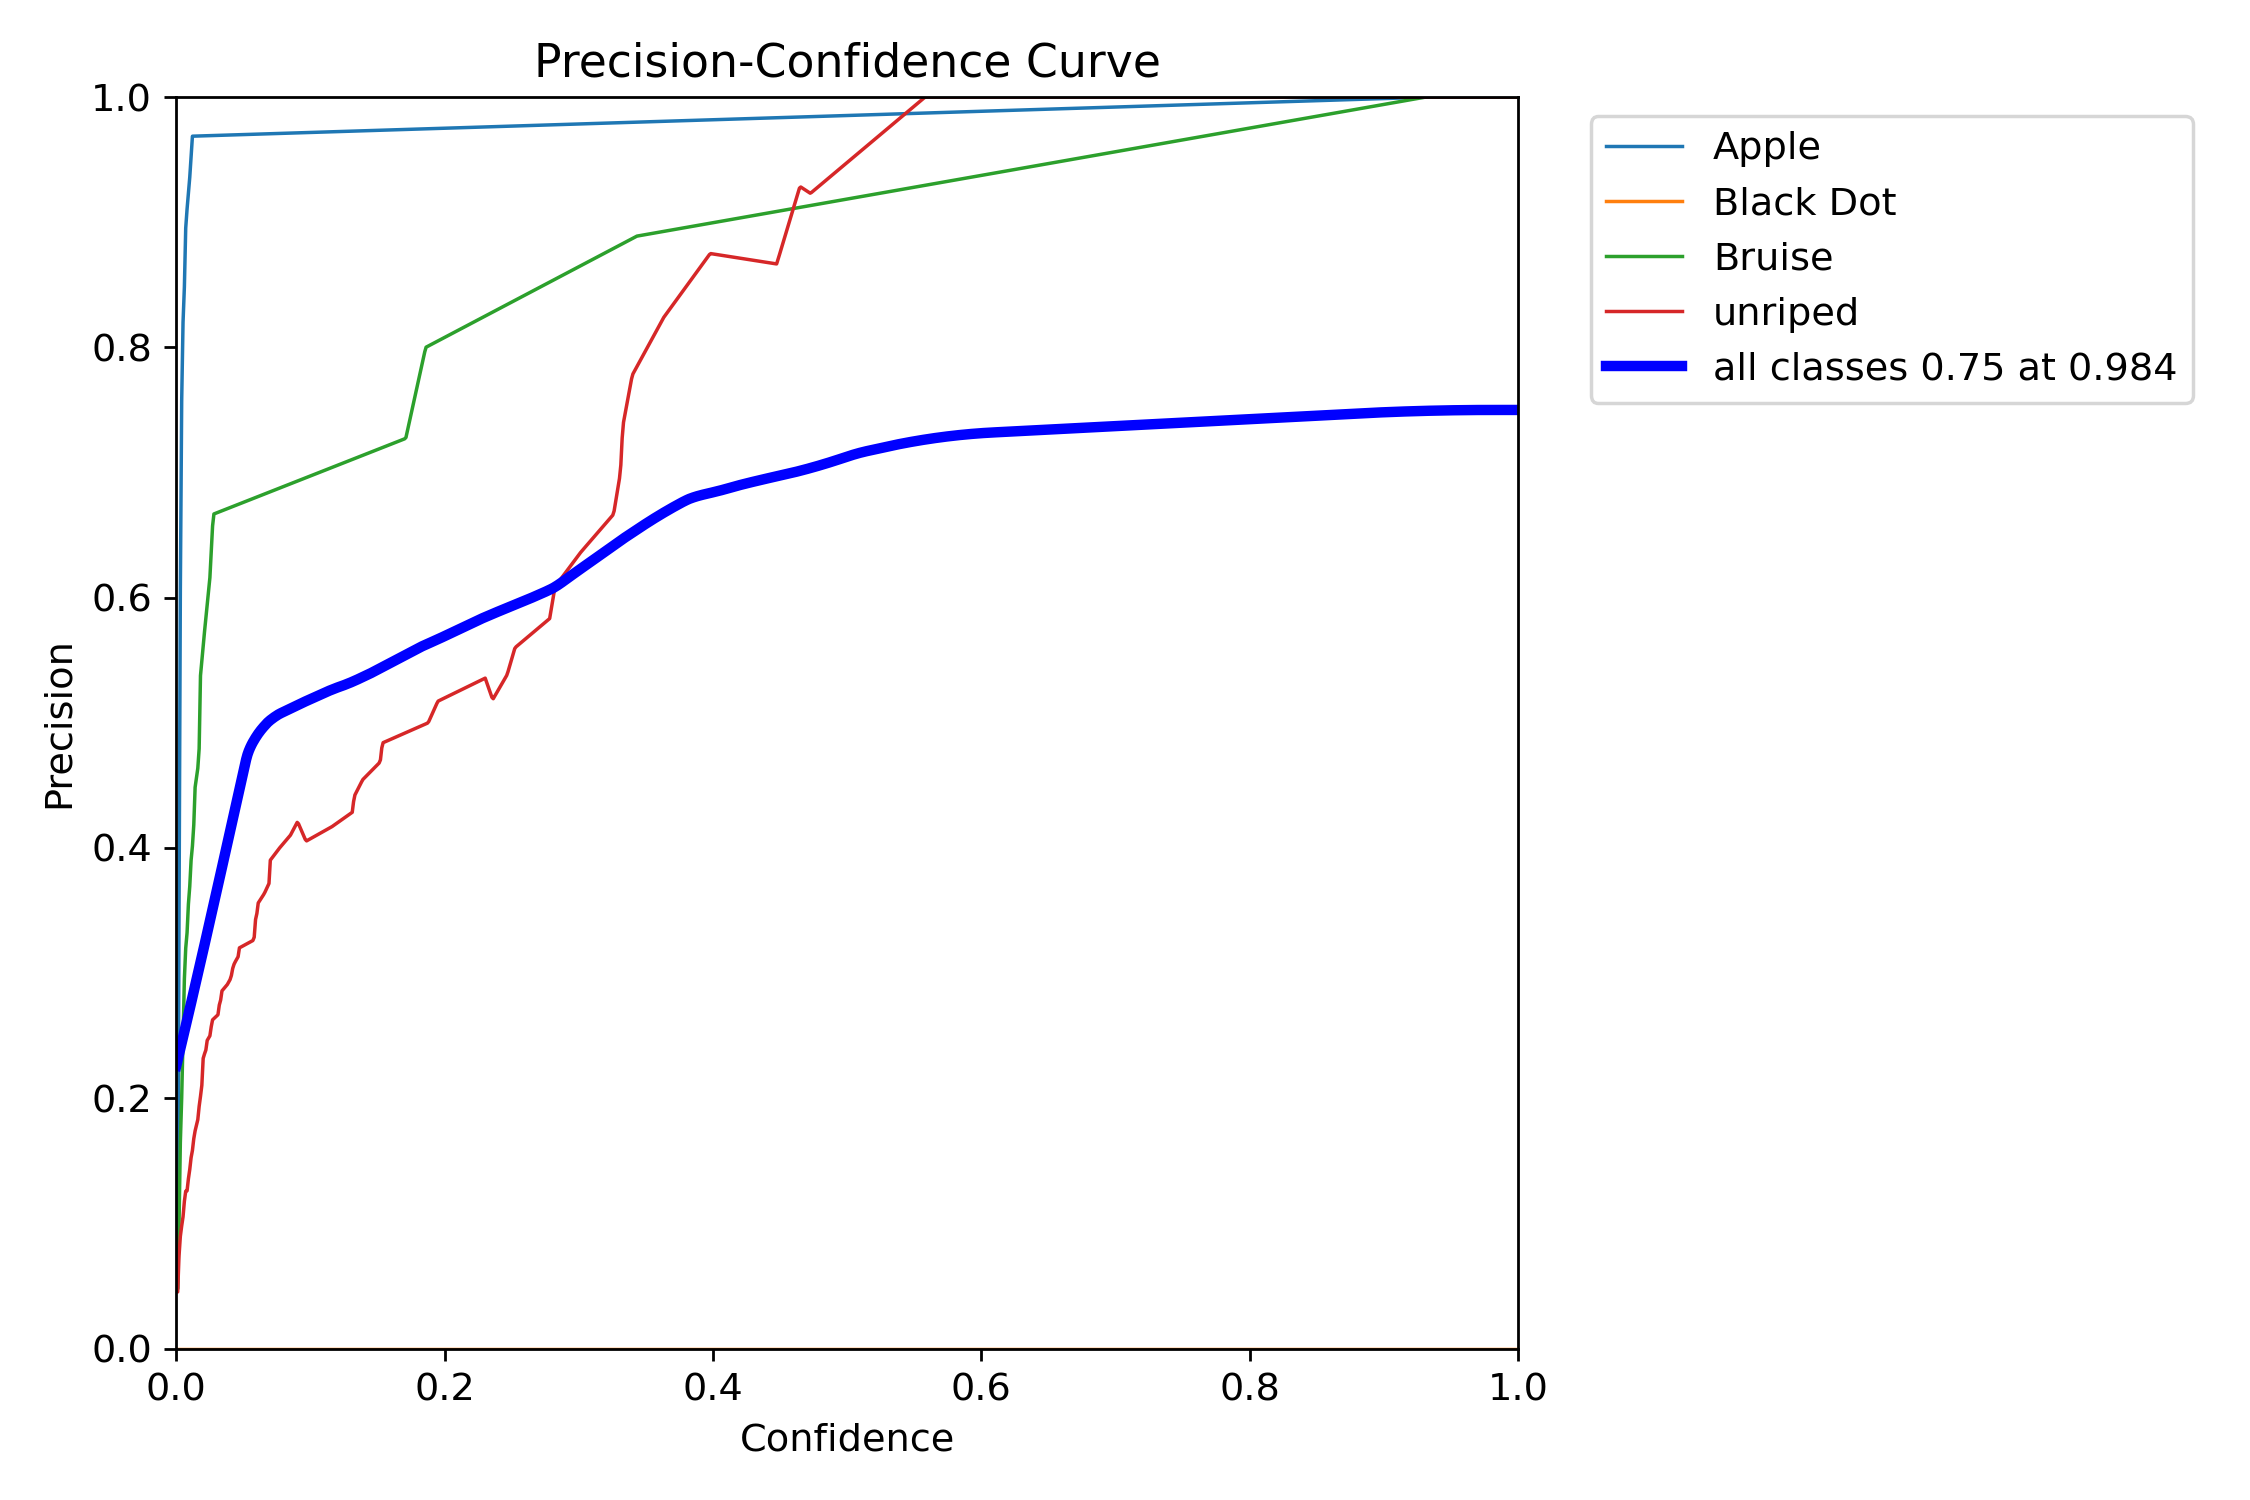 Precision-Confidence Curve
1.0
0.8
0.6
0.4
0.2
0.0
Precision
0.0 0.2 0.4 0.6 0.8 1.0
Confidence
Apple
Black Dot
Bruise
unriped
all classes 0.75 at 0.984